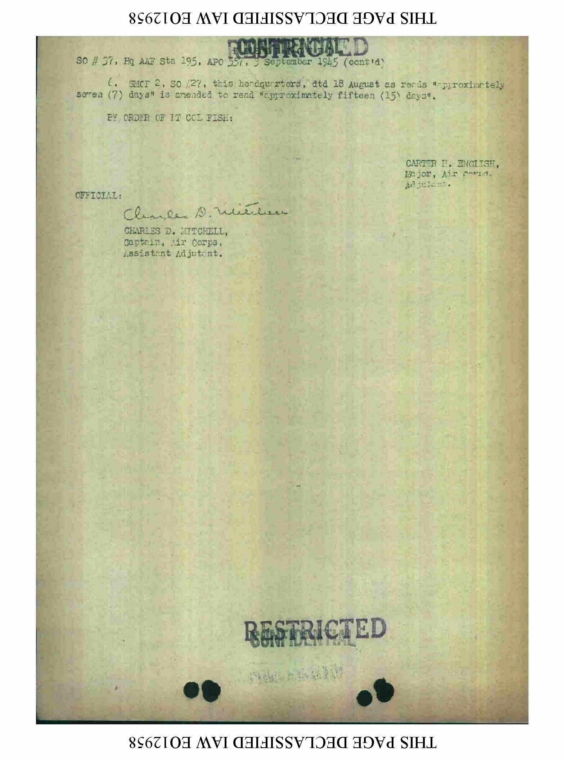 THIS PAGE DECLASSIFIED IAW EO12958
CONFIDENTIAL
RESTRICTED
SO # 37, Hq AAF Sta 195, APO 557, 3 September 1945 (cont'd)
6. SMCT 2, SO #27, this headquarters, dtd 18 August as reads "approximately
seven (7) days" is amended to read "approximately fifteen (15) days".
BY ORDER OF LT COL FISH:
CARTER E. ENGLISH,
Major, Air Corps,
Adjutant.
OFFICIAL:
Charles D. Mitchell
CHARLES D. MITCHELL,
Captain, Air Corps,
Assistant Adjutant.
RESTRICTED
CONFIDENTIAL
THIS PAGE DECLASSIFIED IAW EO12958